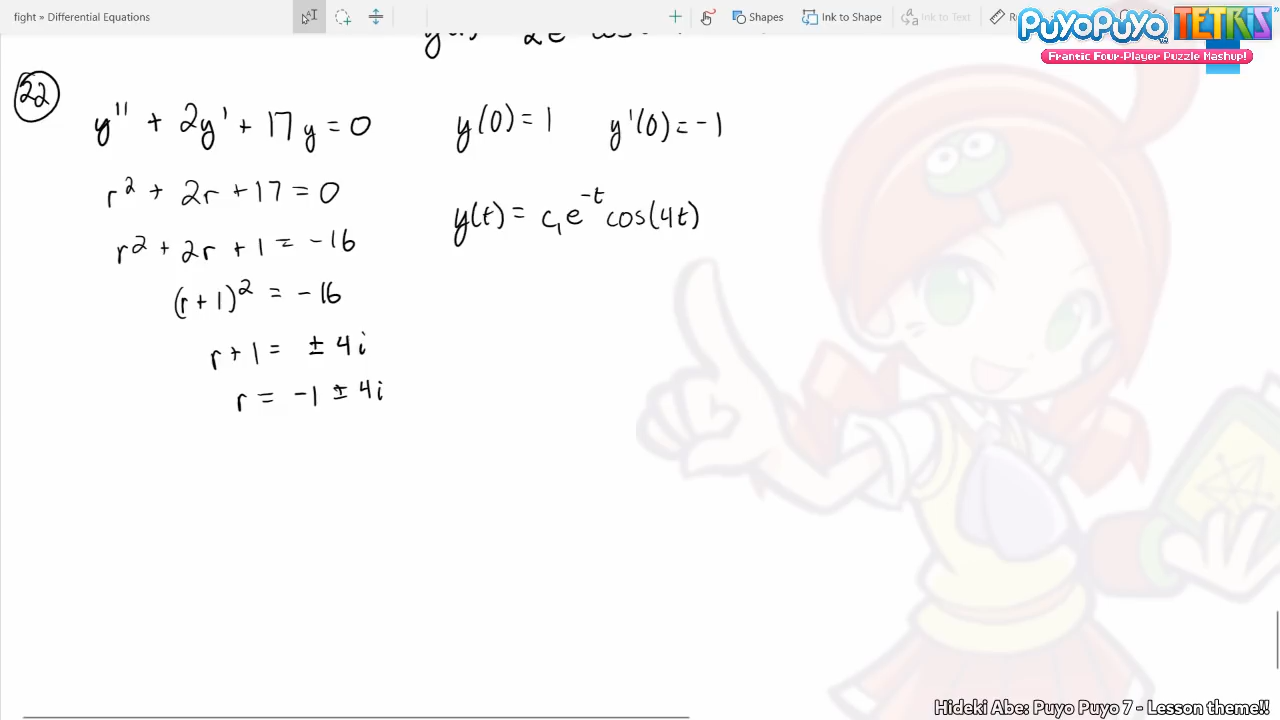 fight » Differential Equations
Shapes
Ink to Shape
Ink to Text
PuyoPuyo TETRIS
Frantic Four-Player Puzzle Mashup!
22
y'' + 2y' + 17y = 0 y(0) = 1 y'(0) = -1
r² + 2r + 17 = 0
y(t) = c₁e^{-t}cos(4t)
r² + 2r + 1 = -16
(r + 1)² = -16
r + 1 = ± 4i
r = -1 ± 4i
Hideki Abe: Puyo Puyo 7 - Lesson theme!!